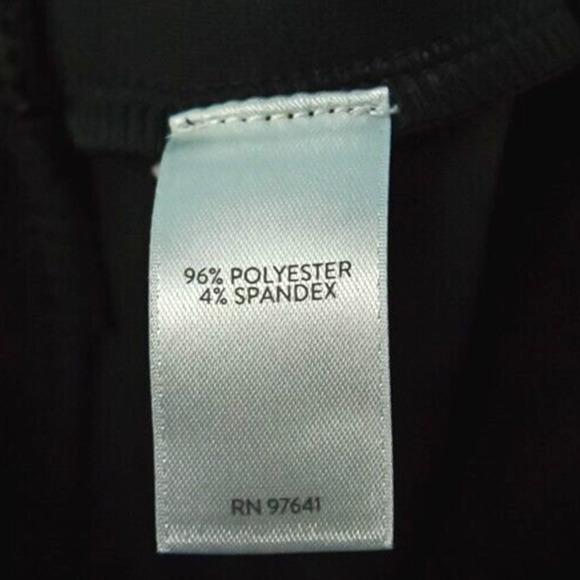 96% POLYESTER
4% SPANDEX
RN 97641